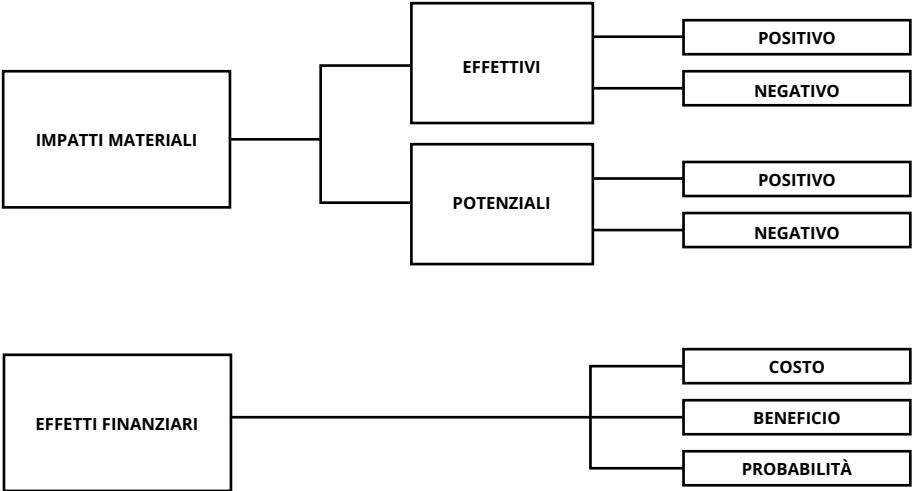 IMPATTI MATERIALI
EFFETTIVI
POSITIVO
NEGATIVO
POTENZIALI
POSITIVO
NEGATIVO
EFFETTI FINANZIARI
COSTO
BENEFICIO
PROBABILITÀ